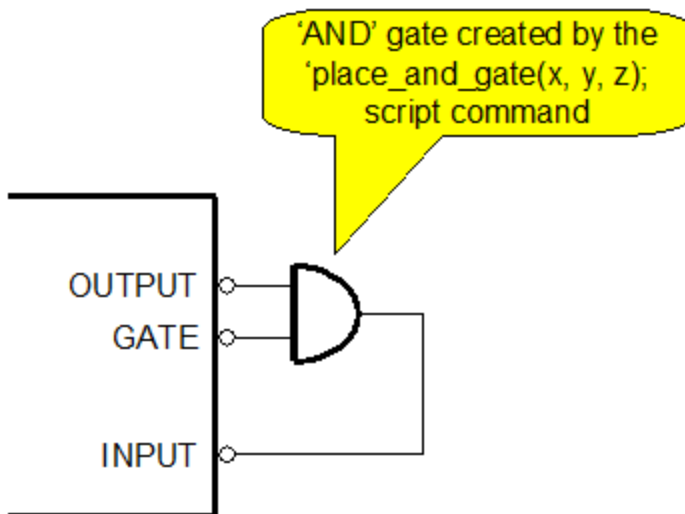 ‘AND’ gate created by the
‘place_and_gate(x, y, z);
script command
OUTPUT
GATE
INPUT